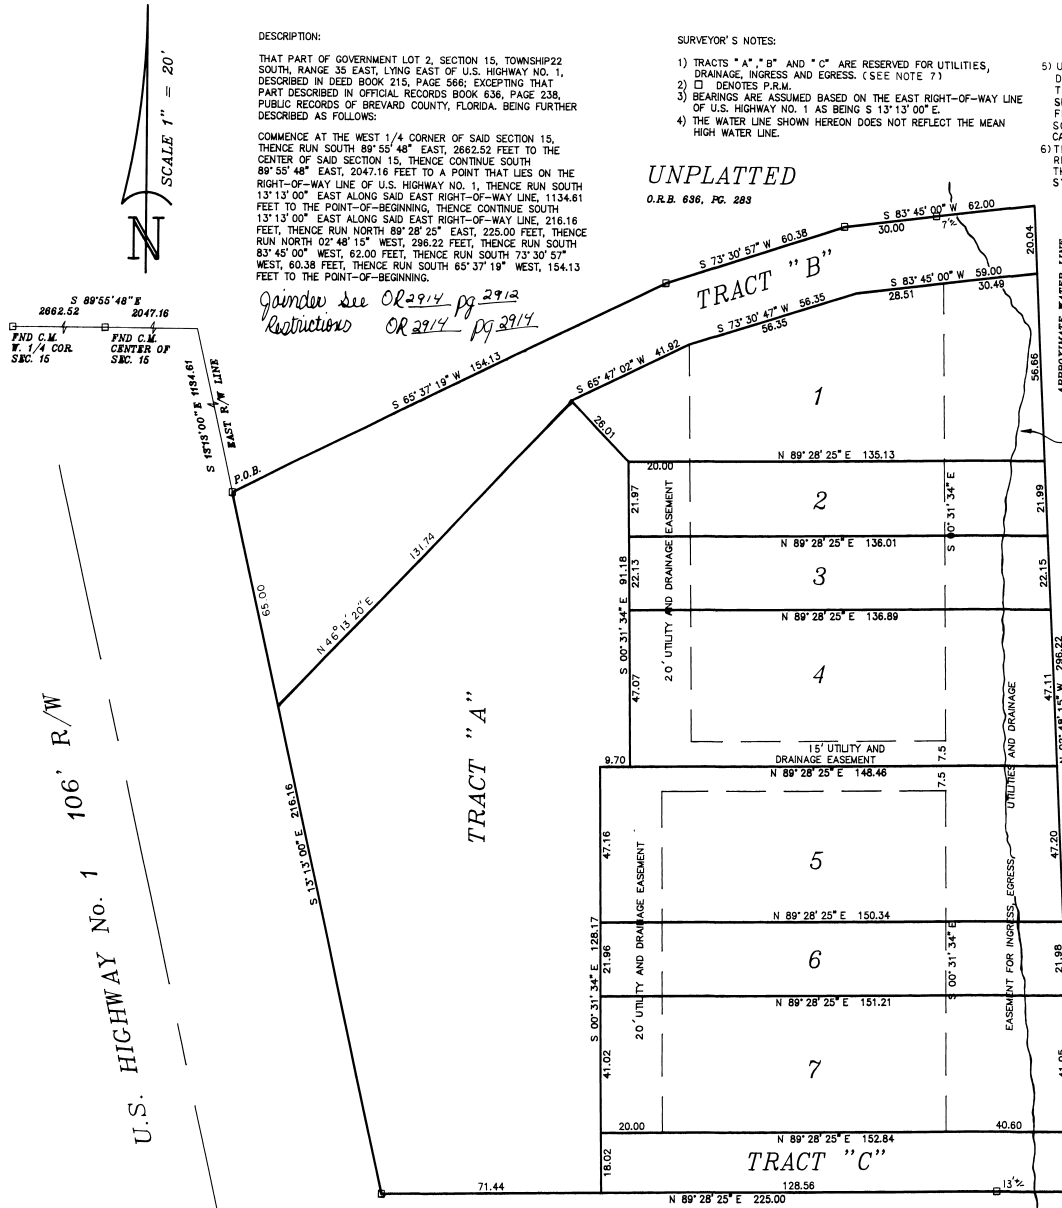 SCALE 1" = 20'
N
DESCRIPTION:
THAT PART OF GOVERNMENT LOT 2, SECTION 15, TOWNSHIP22
SOUTH, RANGE 35 EAST, LYING EAST OF U.S. HIGHWAY NO. 1,
DESCRIBED IN DEED BOOK 215, PAGE 566; EXCEPTING THAT
PART DESCRIBED IN OFFICIAL RECORDS BOOK 636, PAGE 238,
PUBLIC RECORDS OF BREVARD COUNTY, FLORIDA. BEING FURTHER
DESCRIBED AS FOLLOWS:
COMMENCE AT THE WEST 1/4 CORNER OF SAID SECTION 15,
THENCE RUN SOUTH 89°55'48" EAST, 2662.52 FEET TO THE
CENTER OF SAID SECTION 15, THENCE CONTINUE SOUTH
89°55'48" EAST, 2047.16 FEET TO A POINT THAT LIES ON THE
RIGHT-OF-WAY LINE OF U.S. HIGHWAY NO. 1, THENCE RUN SOUTH
13°13'00" EAST ALONG SAID EAST RIGHT-OF-WAY LINE, 1134.61
FEET TO THE POINT-OF-BEGINNING, THENCE CONTINUE SOUTH
13°13'00" EAST ALONG SAID EAST RIGHT-OF-WAY LINE, 216.16
FEET, THENCE RUN NORTH 89°28'25" EAST, 225.00 FEET, THENCE
RUN NORTH 02°48'15" WEST, 296.22 FEET, THENCE RUN SOUTH
83°45'00" WEST, 62.00 FEET, THENCE RUN SOUTH 73°30'57"
WEST, 60.38 FEET, THENCE RUN SOUTH 65°37'19" WEST, 154.13
FEET TO THE POINT-OF-BEGINNING.
Joinder see OR 2914 pg 2912
Restrictions OR 2914 pg 2914
SURVEYOR'S NOTES:
1) TRACTS "A", "B" AND "C" ARE RESERVED FOR UTILITIES,
DRAINAGE, INGRESS AND EGRESS. (SEE NOTE 7)
2) □ DENOTES P.R.M.
3) BEARINGS ARE ASSUMED BASED ON THE EAST RIGHT-OF-WAY LINE
OF U.S. HIGHWAY NO. 1 AS BEING S 13°13'00" E.
4) THE WATER LINE SHOWN HEREON DOES NOT REFLECT THE MEAN
HIGH WATER LINE.
5) U
6) T
UNPLATTED
O.R.B. 636, PG. 283
S 89°55'48"E
2662.52 2047.16
FND C.M.
W. 1/4 COR.
SEC. 15
FND C.M.
CENTER OF
SEC. 15
S 13°13'00"E 1134.61
EAST R/W LINE
P.O.B.
S 65°37'19" W 154.13
S 73°30'57" W 60.38
S 83°45'00" W 62.00
30.00
7'±
20.04
TRACT "B"
S 83°45'00" W 59.00
28.51
30.49
S 73°30'47" W 56.35
56.35
S 65°47'02" W 41.92
APPROXIMATE WATER LINE
56.66
1
26.01
20.00
N 89°28'25" E 135.13
21.97
2
21.99
S 00°31'34" E
N 89°28'25" E 136.01
22.13
3
22.15
S 00°31'34" E 91.18
20' UTILITY AND DRAINAGE EASEMENT
N 89°28'25" E 136.89
47.07
4
47.11
N 02°48'15" W 296.22
65.00
131.74
N 46°13'20"E
TRACT "A"
15' UTILITY AND
DRAINAGE EASEMENT
7.5
9.70
N 89°28'25" E 148.46
7.5
U.S. HIGHWAY No. 1 106' R/W
S 13°13'00" E 216.16
47.16
5
47.20
20' UTILITY AND DRAINAGE EASEMENT
EASEMENT FOR INGRESS, EGRESS, UTILITIES AND DRAINAGE
N 89°28'25" E 150.34
S 00°31'34" E 128.17
21.96
6
21.98
S 00°31'34" E
N 89°28'25" E 151.21
41.02
7
41.05
20.00
40.60
N 89°28'25" E 152.84
18.02
TRACT "C"
71.44
128.56
13'±
N 89°28'25" E 225.00